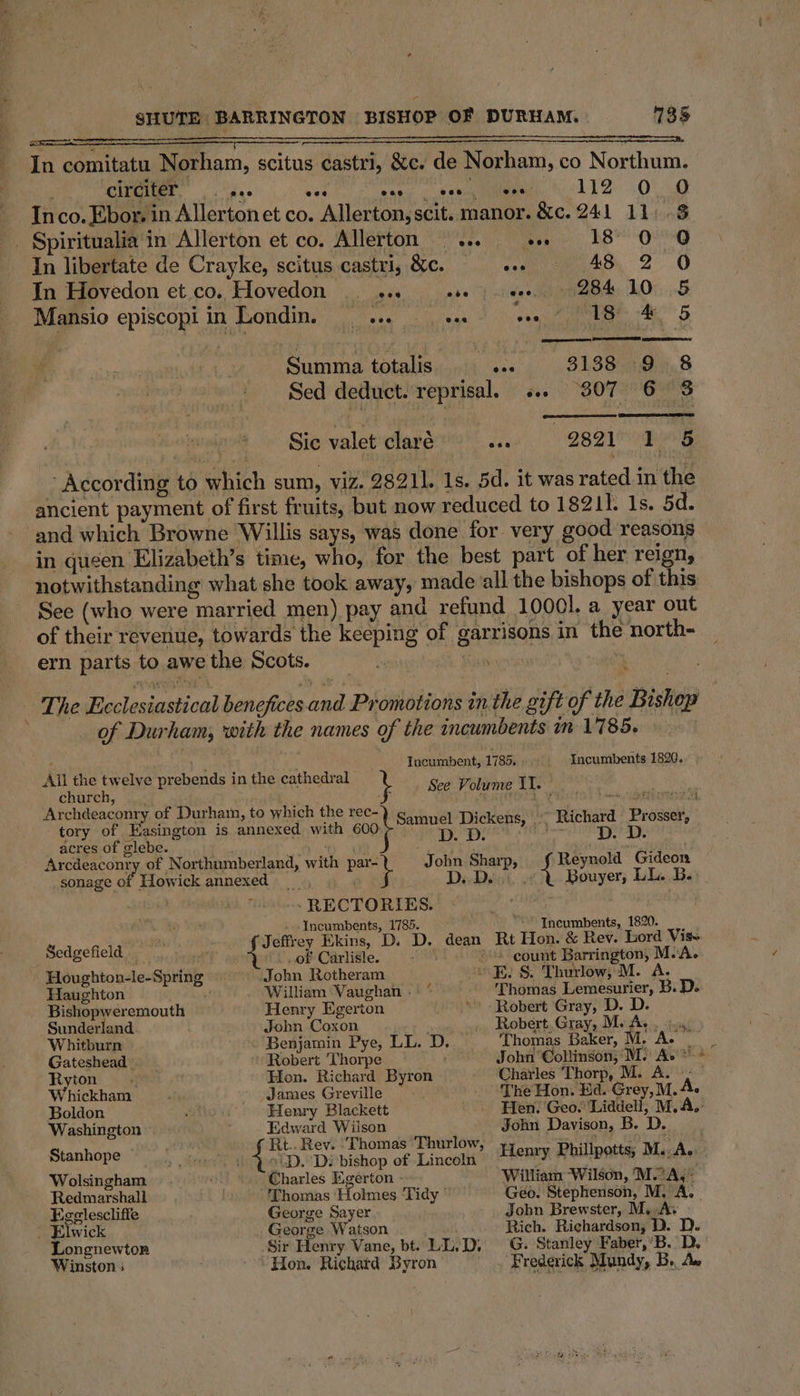 SHUTE BARRINGTON BISHOP OF DURHAM. 735
In comitatu Norham, scitus castri, &c. de Norham, co Northum.
circiter ... ... ... ... ... 112 0 0
In co. Ebor. in Allerton et co. Allerton, scit. manor. &c. 241 11 3
Spiritualia in Allerton et co. Allerton ... ... 18 0 0
In libertate de Crayke, scitus castri, &c. ... 48 2 0
In Hovedon et co. Hovedon ... ... ... 284 10 5
Mansio episcopi in Londin. ... ... ... 18 4 5
Summa totalis ... 3138 9 8
Sed deduct. reprisal. ... 307 6 3
Sic valet clarè ... 2821 1 5
According to which sum, viz. 2821l. 1s. 5d. it was rated in the
ancient payment of first fruits, but now reduced to 1821l. 1s. 5d.
and which Browne Willis says, was done for very good reasons
in queen Elizabeth's time, who, for the best part of her reign,
notwithstanding what she took away, made all the bishops of this
See (who were married men) pay and refund 1000l. a year out
of their revenue, towards the keeping of garrisons in the north-
ern parts to awe the Scots.
The Ecclesiastical benefices and Promotions in the gift of the Bishop
of Durham, with the names of the incumbents in 1785.
Incumbent, 1785. Incumbents 1820.
All the twelve prebends in the cathedral church, } See Volume II.
Archdeaconry of Durham, to which the rec-
tory of Easington is annexed with 600
acres of glebe. } Samuel Dickens, D. D. Richard Prosser, D. D.
Arcdeaconry of Northumberland, with par-
sonage of Howick annexed } John Sharp, D. D. { Reynold Gideon Bouyer, LL. B.
RECTORIES.
Incumbents, 1785. Incumbents, 1820.
Sedgefield { Jeffrey Ekins, D. D. dean of Carlisle. Rt Hon. & Rev. Lord Vis-
count Barrington, M. A.
Houghton-le-Spring John Rotheram E. S. Thurlow, M. A.
Haughton William Vaughan Thomas Lemesurier, B. D.
Bishopweremouth Henry Egerton Robert Gray, D. D.
Sunderland John Coxon Robert Gray, M. A.
Whitburn Benjamin Pye, LL. D. Thomas Baker, M. A.
Gateshead Robert Thorpe John Collinson, M. A.
Ryton Hon. Richard Byron Charles Thorp, M. A.
Whickham James Greville The Hon. Ed. Grey, M. A.
Boldon Henry Blackett Hen. Geo. Liddell, M. A.
Washington Edward Wilson John Davison, B. D.
Stanhope { Rt. Rev. Thomas Thurlow, D. D. bishop of Lincoln Henry Phillpotts, M. A.
Wolsingham Charles Egerton William Wilson, M. A.
Redmarshall Thomas Holmes Tidy Geo. Stephenson, M. A.
Egglescliffe George Sayer John Brewster, M. A.
Elwick George Watson Rich. Richardson, D. D.
Longnewton Sir Henry Vane, bt. LL. D. G. Stanley Faber, B. D.
Winston Hon. Richard Byron Frederick Mundy, B. A.